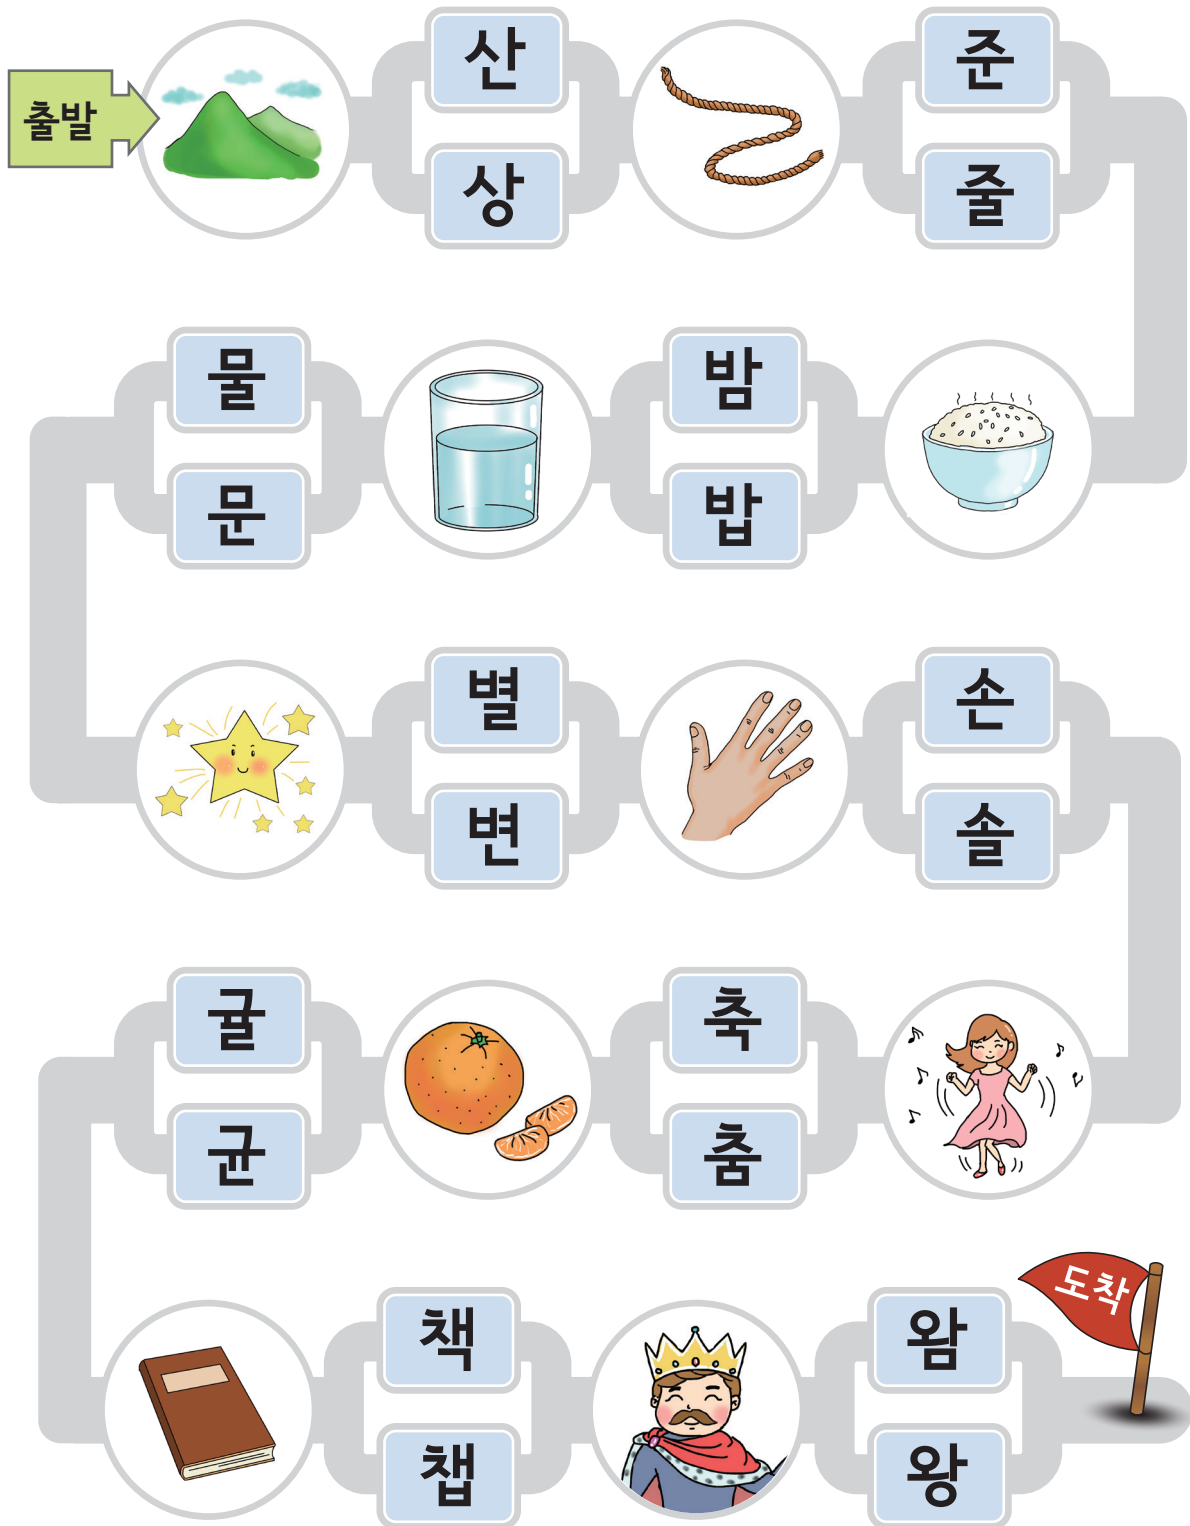 출발
산
상
준
줄
물
문
밤
밥
별
변
손
솔
귤
균
축
춤
책
챕
왐
왕
도착